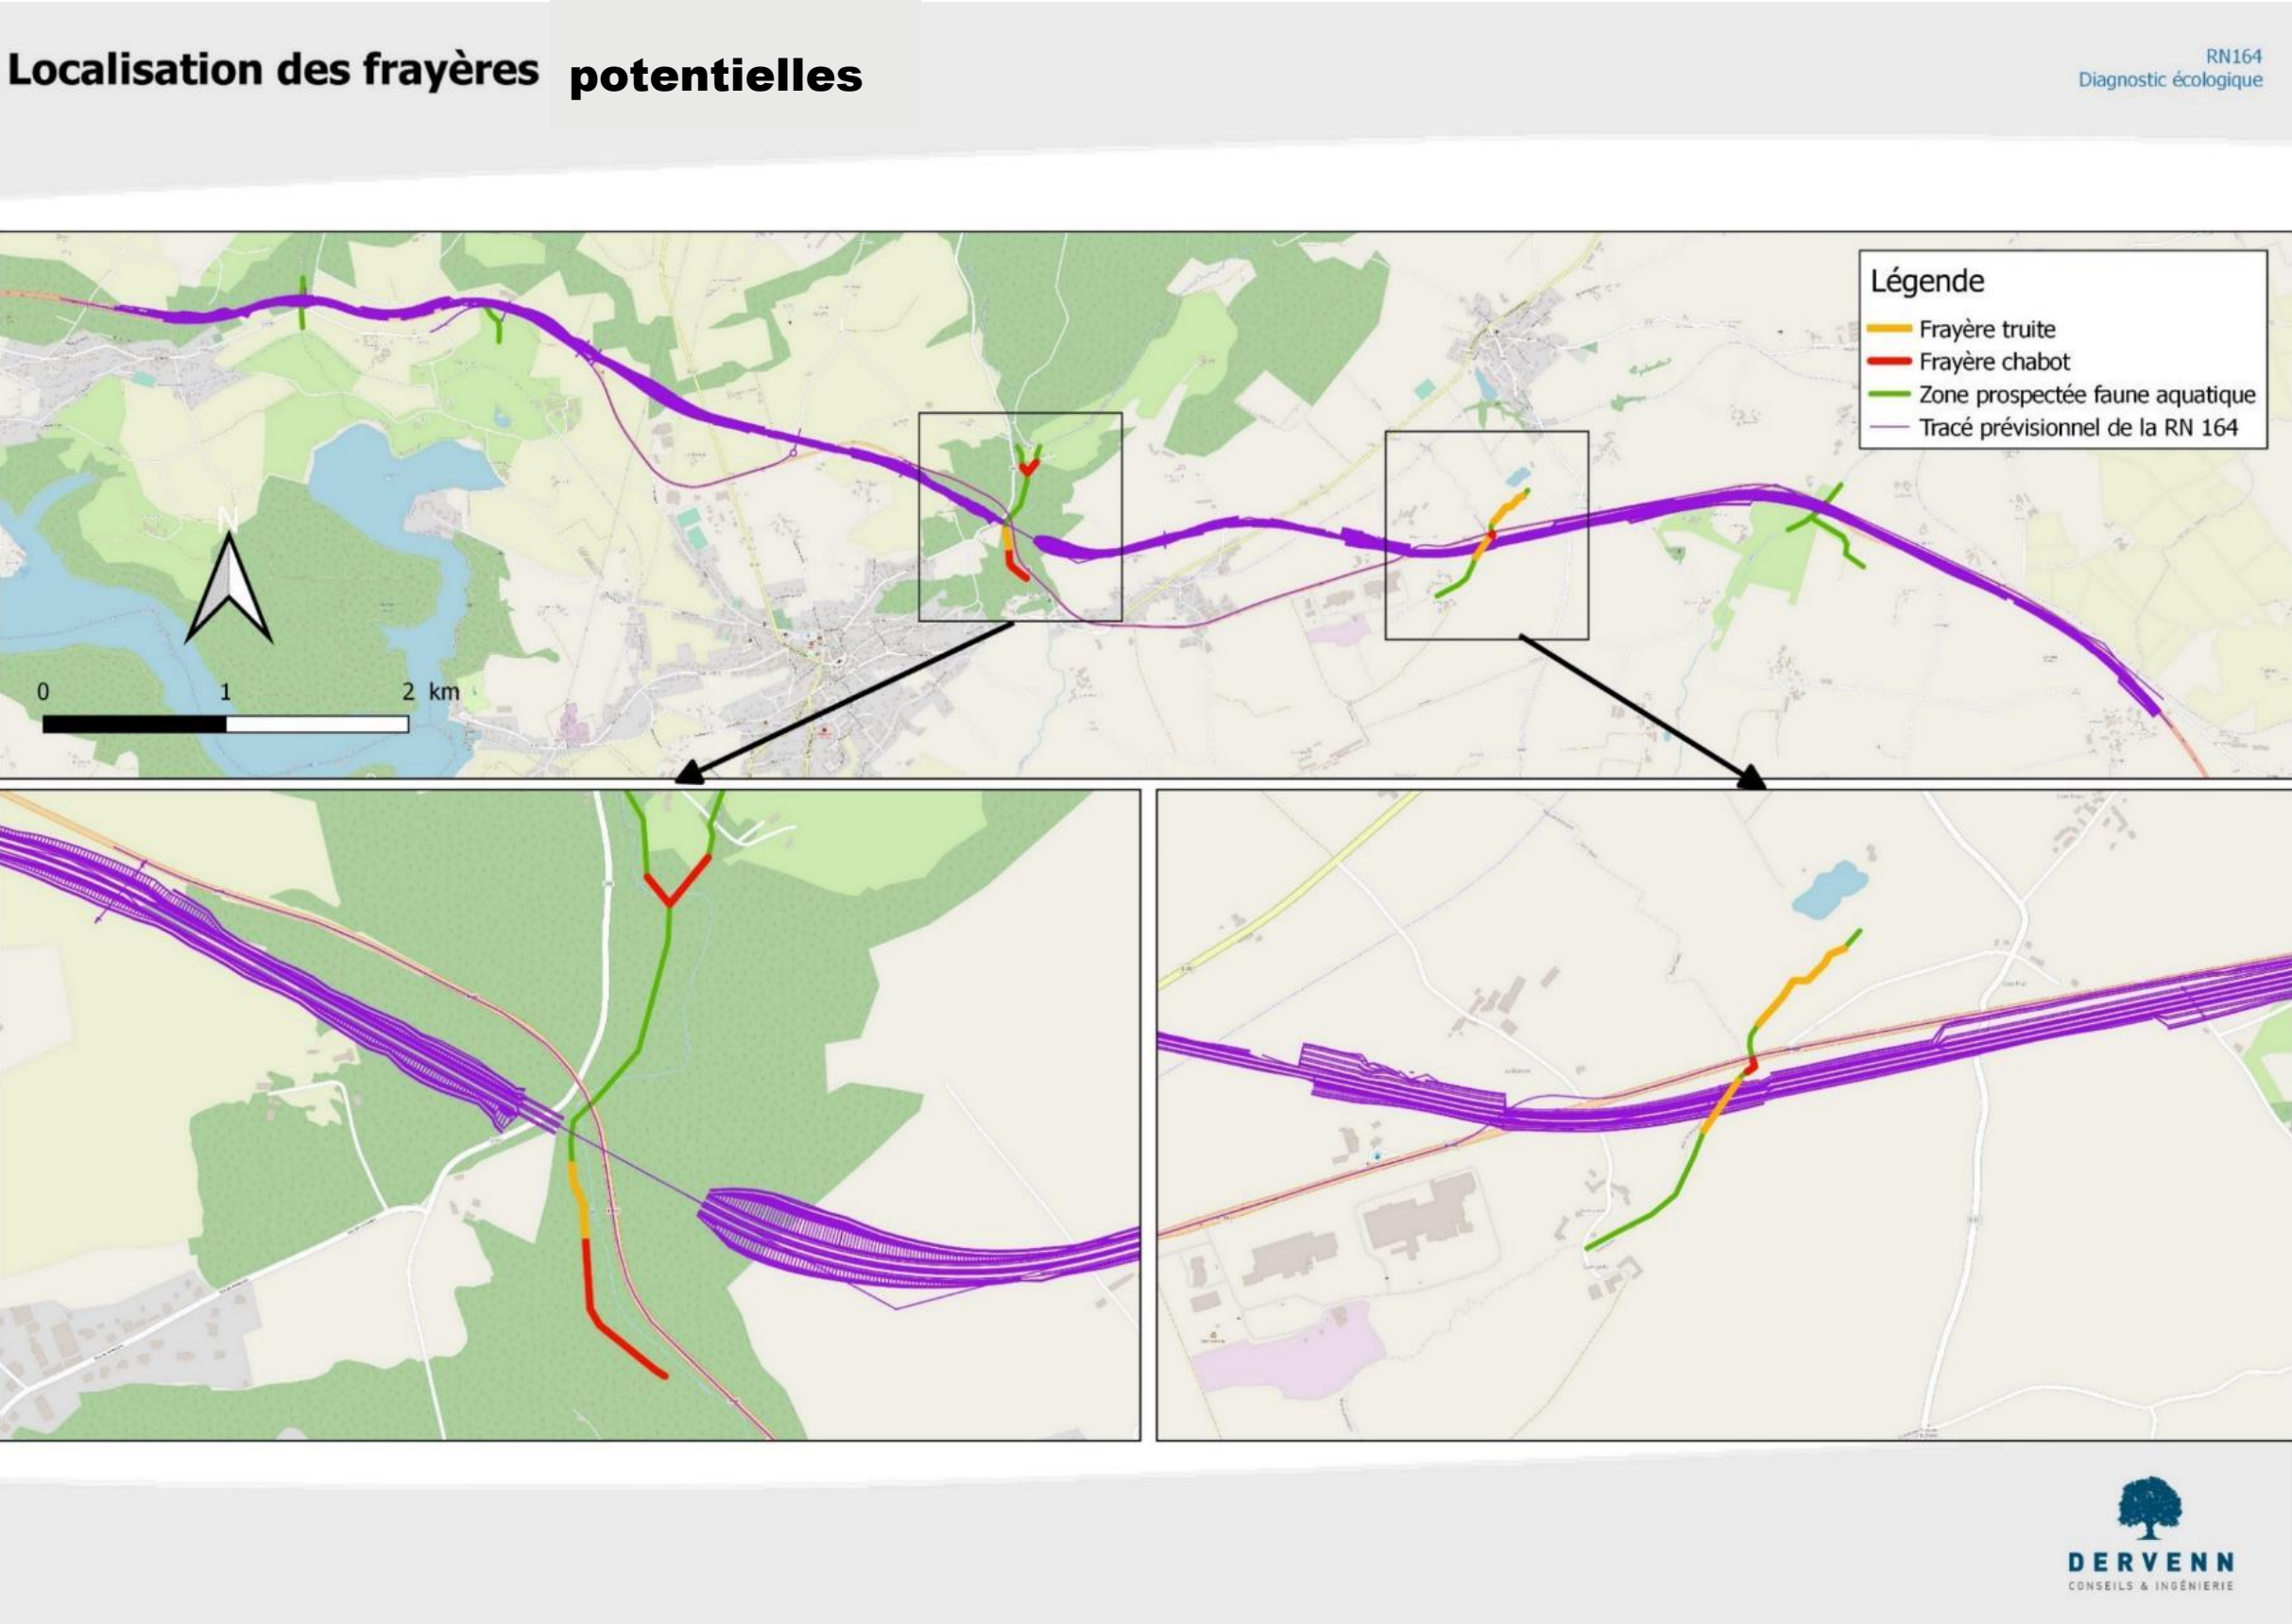 Localisation des frayères potentielles
RN164
Diagnostic écologique
Légende
Frayère truite
Frayère chabot
Zone prospectée faune aquatique
Tracé prévisionnel de la RN 164
N
0 1 2 km
DERVENN
CONSEILS & INGÉNIERIE